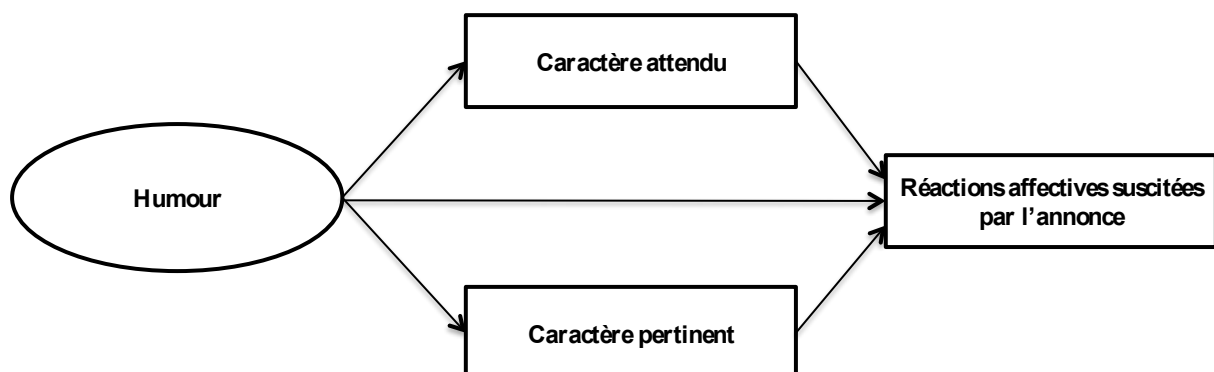 Caractère attendu
Humour
Réactions affectives suscitées
par l’annonce
Caractère pertinent